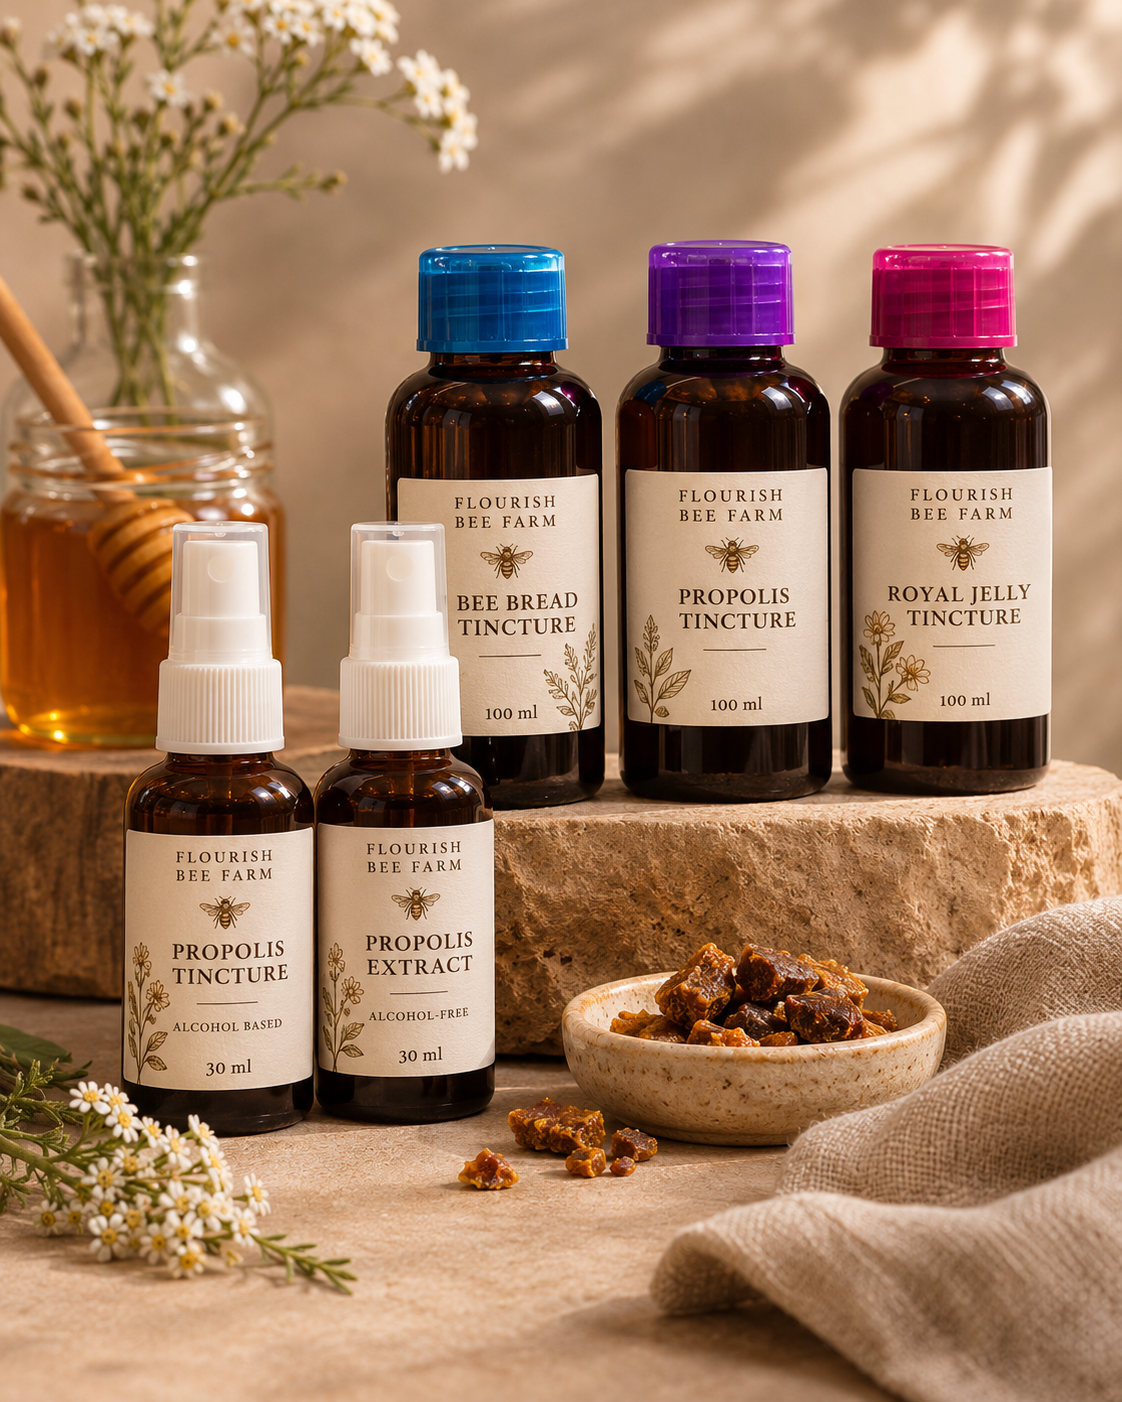 FLOURISH
BEE FARM
BEE BREAD
TINCTURE
100 ml
FLOURISH
BEE FARM
PROPOLIS
TINCTURE
100 ml
FLOURISH
BEE FARM
ROYAL JELLY
TINCTURE
100 ml
FLOURISH
BEE FARM
PROPOLIS
TINCTURE
ALCOHOL BASED
30 ml
FLOURISH
BEE FARM
PROPOLIS
EXTRACT
ALCOHOL-FREE
30 ml